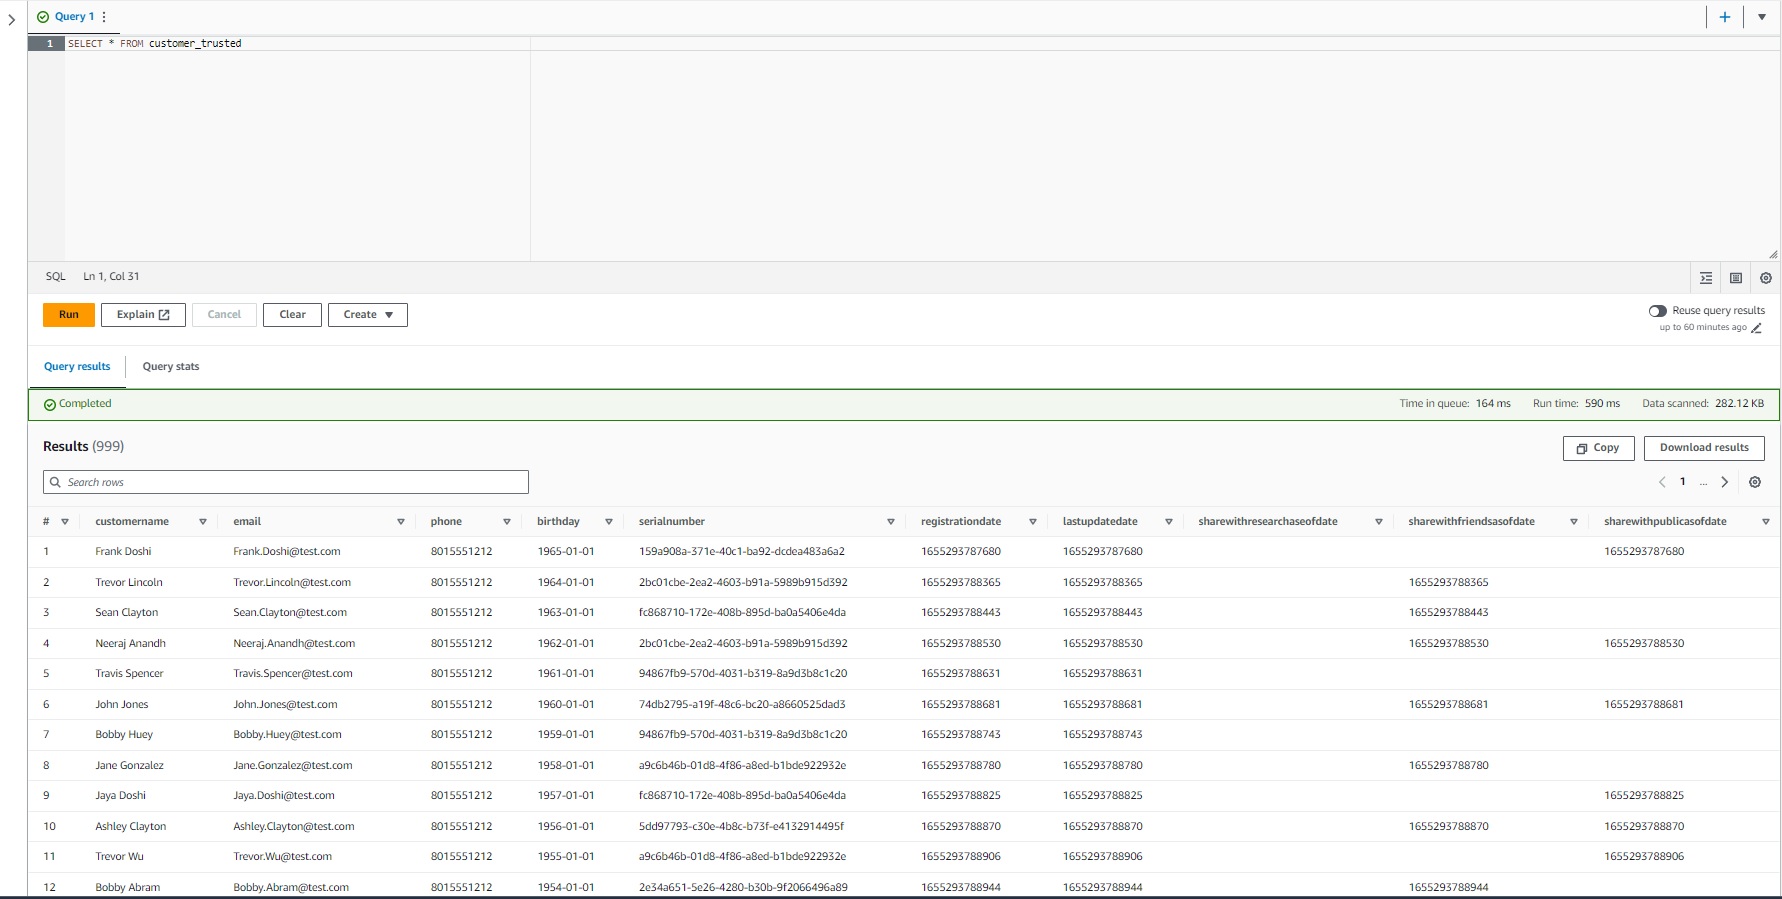 Query 1
1 SELECT * FROM customer_trusted
SQL Ln 1, Col 31
Run Explain Cancel Clear Create Reuse query results
up to 60 minutes ago
Query results Query stats
Completed Time in queue: 164 ms Run time: 590 ms Data scanned: 282.12 KB
Results (999) Copy Download results
Search rows 1 ...
# customername email phone birthday serialnumber registrationdate lastupdatedate sharewithresearchaseofdate sharewithfriendsasofdate sharewithpublicasofdate
1 Frank Doshi Frank.Doshi@test.com 8015551212 1965-01-01 159a908a-371e-40c1-ba92-dcdea483a6a2 1655293787680 1655293787680 1655293787680
2 Trevor Lincoln Trevor.Lincoln@test.com 8015551212 1964-01-01 2bc01cbe-2ea2-4603-b91a-5989b915d392 1655293788365 1655293788365 1655293788365
3 Sean Clayton Sean.Clayton@test.com 8015551212 1963-01-01 fc868710-172e-408b-895d-ba0a5406e4da 1655293788443 1655293788443 1655293788443
4 Neeraj Anandh Neeraj.Anandh@test.com 8015551212 1962-01-01 2bc01cbe-2ea2-4603-b91a-5989b915d392 1655293788530 1655293788530 1655293788530 1655293788530
5 Travis Spencer Travis.Spencer@test.com 8015551212 1961-01-01 94867fb9-570d-4031-b319-8a9d3b8c1c20 1655293788631 1655293788631
6 John Jones John.Jones@test.com 8015551212 1960-01-01 74db2795-a19f-48c6-bc20-a8660525dad3 1655293788681 1655293788681 1655293788681 1655293788681
7 Bobby Huey Bobby.Huey@test.com 8015551212 1959-01-01 94867fb9-570d-4031-b319-8a9d3b8c1c20 1655293788743 1655293788743
8 Jane Gonzalez Jane.Gonzalez@test.com 8015551212 1958-01-01 a9c6b46b-01d8-4f86-a8ed-b1bde922932e 1655293788780 1655293788780 1655293788780
9 Jaya Doshi Jaya.Doshi@test.com 8015551212 1957-01-01 fc868710-172e-408b-895d-ba0a5406e4da 1655293788825 1655293788825 1655293788825
10 Ashley Clayton Ashley.Clayton@test.com 8015551212 1956-01-01 5dd97793-c30e-4b8c-b73f-e4132914495f 1655293788870 1655293788870 1655293788870 1655293788870
11 Trevor Wu Trevor.Wu@test.com 8015551212 1955-01-01 a9c6b46b-01d8-4f86-a8ed-b1bde922932e 1655293788906 1655293788906 1655293788906
12 Bobby Abram Bobby.Abram@test.com 8015551212 1954-01-01 2e34a651-5e26-4280-b30b-9f2066496a89 1655293788944 1655293788944 1655293788944